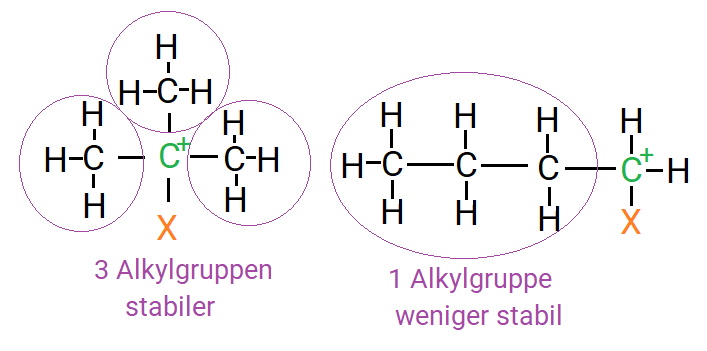 H
H-C-H
H H
H-C C+ C-H
H H
X
H H H H
H-C C C C+-H
H H H X
3 Alkylgruppen
stabiler
1 Alkylgruppe
weniger stabil